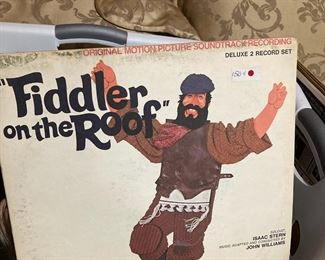 ORIGINAL MOTION PICTURE SOUNDTRACK RECORDING
DELUXE 2 RECORD SET
"Fiddler
on the Roof"
SOLOIST:
ISAAC STERN
MUSIC ADAPTED AND CONDUCTED BY
JOHN WILLIAMS